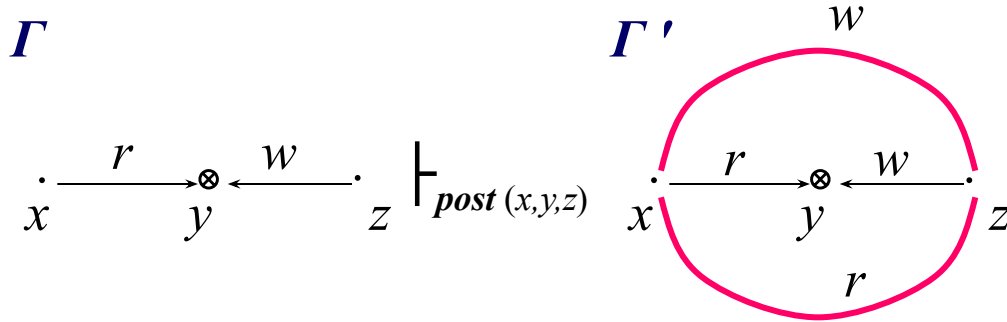 Γ Γ'
w
r w r w
x y z post (x,y,z) x y z
r